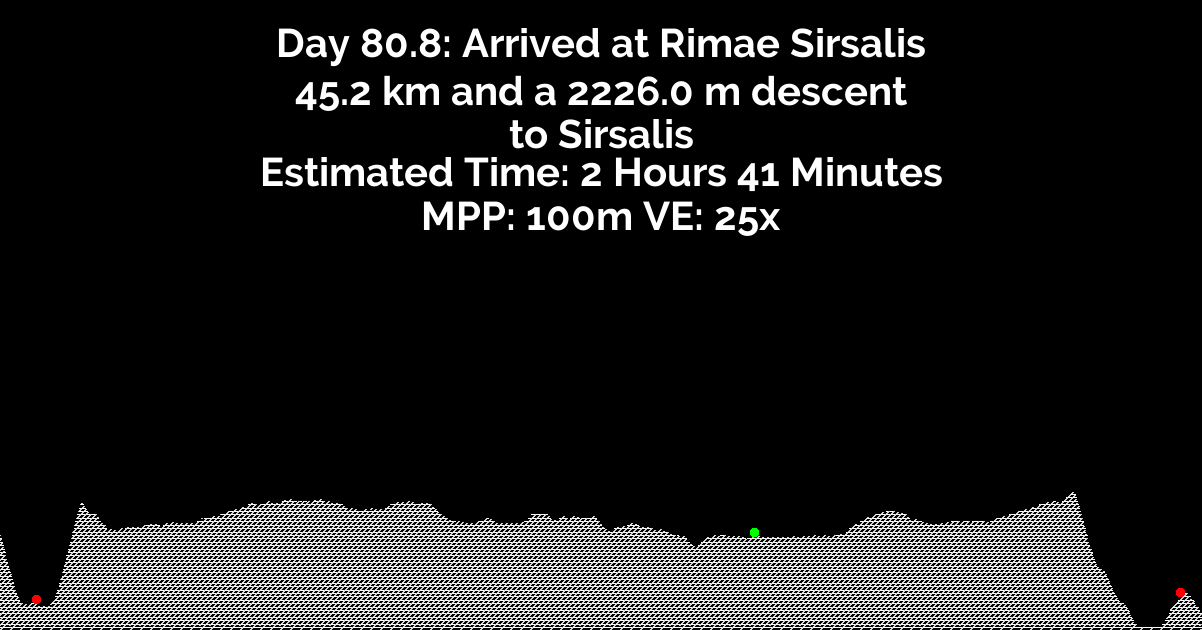 Day 80.8: Arrived at Rimae Sirsalis
45.2 km and a 2226.0 m descent
to Sirsalis
Estimated Time: 2 Hours 41 Minutes
MPP: 100m VE: 25x